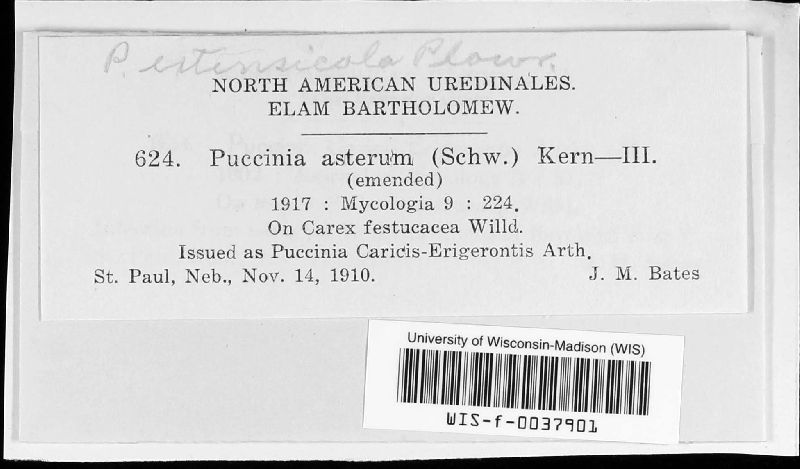 P. extensicola Plowr.
NORTH AMERICAN UREDINALES.
ELAM BARTHOLOMEW.
624. Puccinia asterum (Schw.) Kern—III.
(emended)
1917 : Mycologia 9 : 224.
On Carex festucacea Willd.
Issued as Puccinia Caricis-Erigerontis Arth.
St. Paul, Neb., Nov. 14, 1910. J. M. Bates
University of Wisconsin-Madison (WIS)
WIS-f-0037901